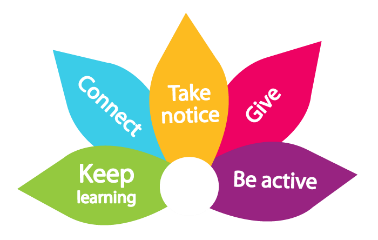 Keep
learning
Connect
Take
notice
Give
Be active